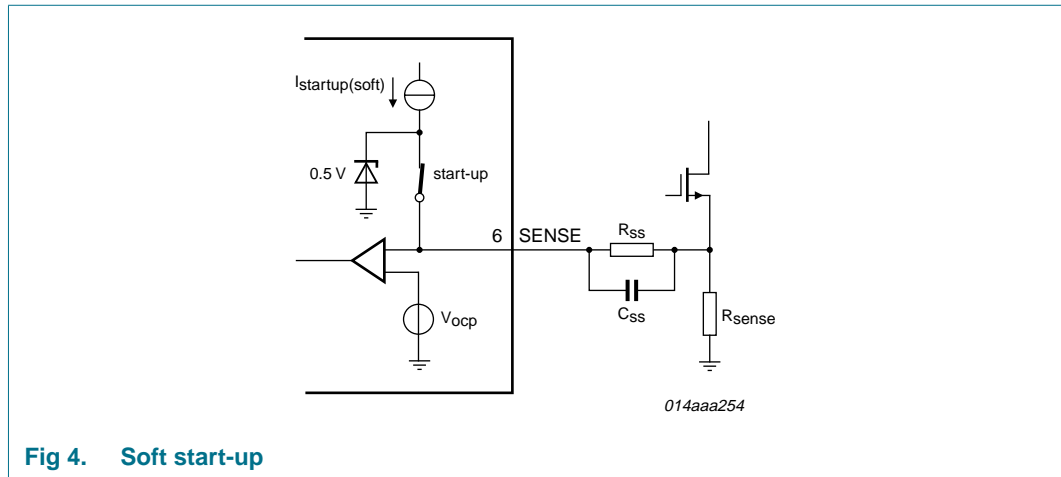 Istartup(soft)
0.5 V
start-up
6 SENSE
Rss
Css
Vocp
Rsense
014aaa254
Fig 4. Soft start-up